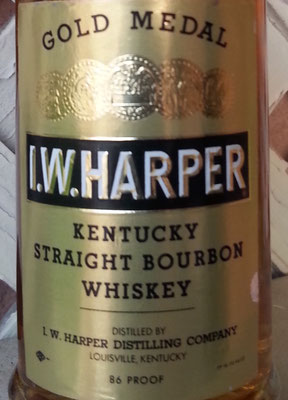 GOLD MEDAL
I.W. HARPER
KENTUCKY
STRAIGHT BOURBON
WHISKEY
DISTILLED BY
I. W. HARPER DISTILLING COMPANY
LOUISVILLE, KENTUCKY
86 PROOF